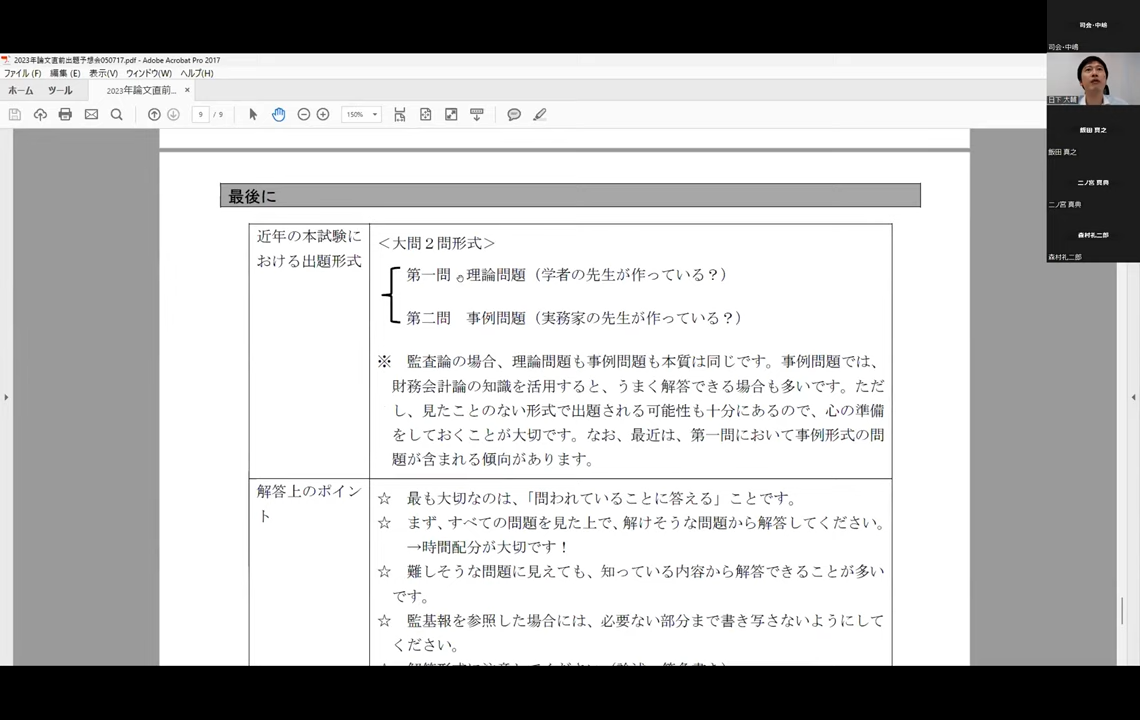 2023年論文直前出題予想会050717.pdf - Adobe Acrobat Pro 2017
ファイル(F) 編集(E) 表示(V) ウィンドウ(W) ヘルプ(H)
ホーム ツール 2023年論文直前... ×
9 / 9 150%
最後に
近年の本試験に
おける出題形式
<大問2問形式>
第一問 理論問題(学者の先生が作っている?)
第二問 事例問題(実務家の先生が作っている?)
※ 監査論の場合、理論問題も事例問題も本質は同じです。事例問題では、
財務会計論の知識を活用すると、うまく解答できる場合も多いです。ただ
し、見たことのない形式で出題される可能性も十分にあるので、心の準備
をしておくことが大切です。なお、最近は、第一問において事例形式の問
題が含まれる傾向があります。
解答上のポイン
ト
☆ 最も大切なのは、「問われていることに答える」ことです。
☆ まず、すべての問題を見た上で、解けそうな問題から解答してください。
→時間配分が大切です!
☆ 難しそうな問題に見えても、知っている内容から解答できることが多い
です。
☆ 監基報を参照した場合には、必要ない部分まで書き写さないようにして
ください。
司会・中嶋
司会・中嶋
日下 大輔
飯田 真之
飯田 真之
二ノ宮 真典
二ノ宮 真典
森村礼二郎
森村礼二郎